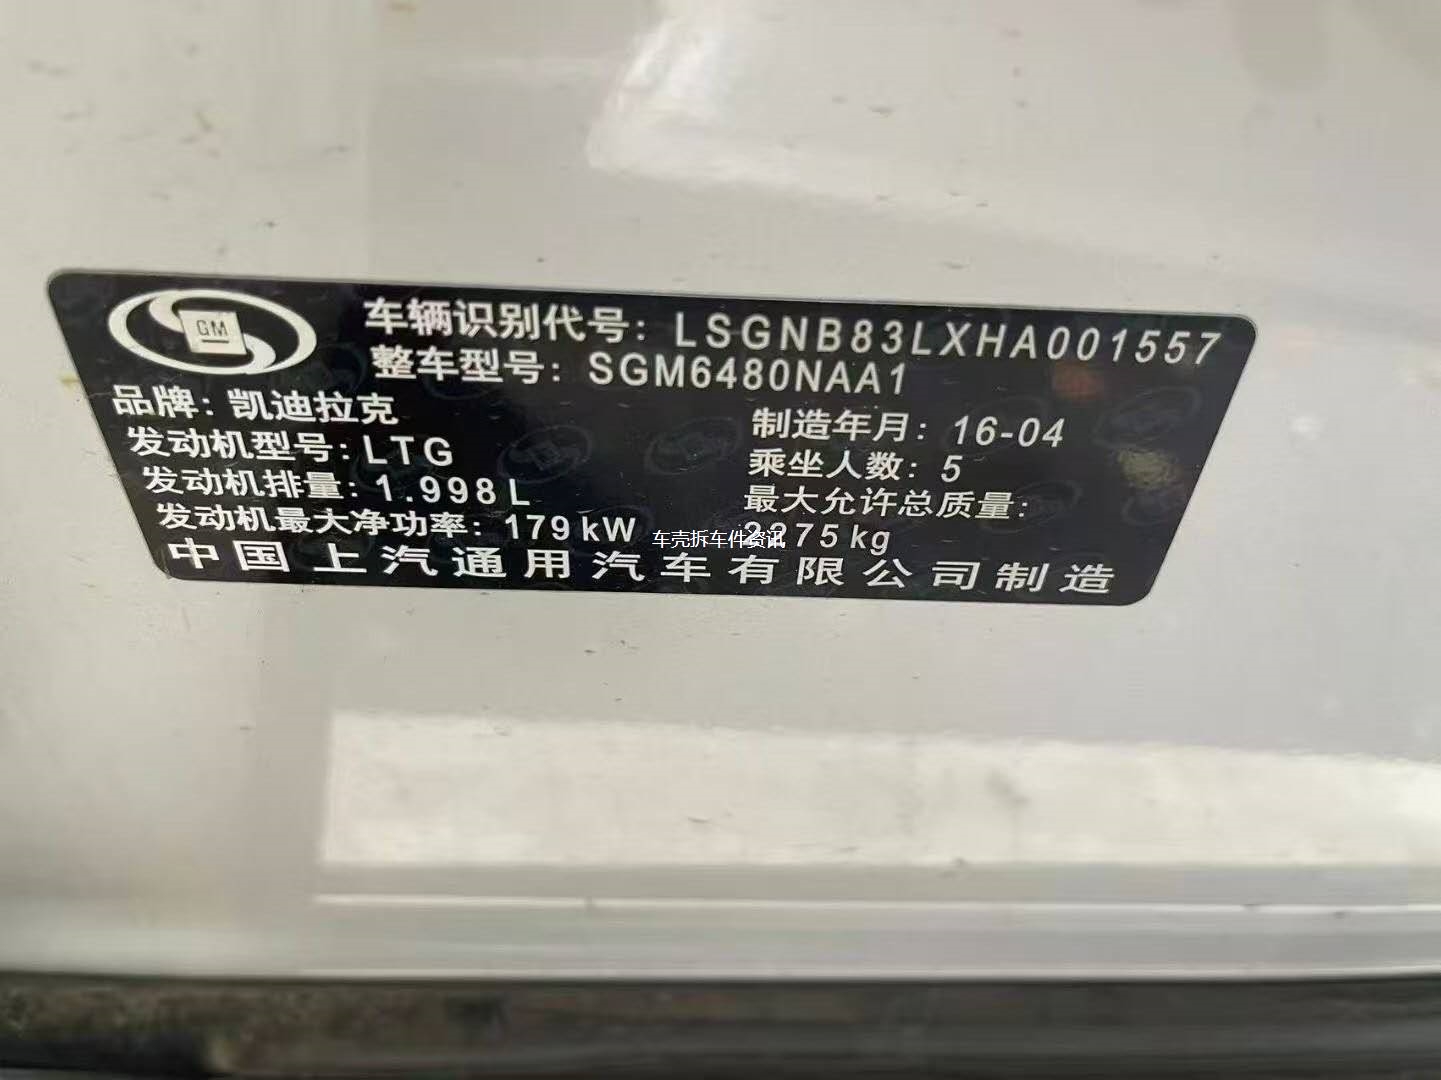 GM
车辆识别代号：LSGNB83LXHA001557
整车型号：SGM6480NAA1
品牌：凯迪拉克
制造年月：16-04
发动机型号：LTG
乘坐人数：5
发动机排量：1.998L
最大允许总质量：
发动机最大净功率：179kW
2275kg
车壳拆车件资讯
中国上汽通用汽车有限公司制造